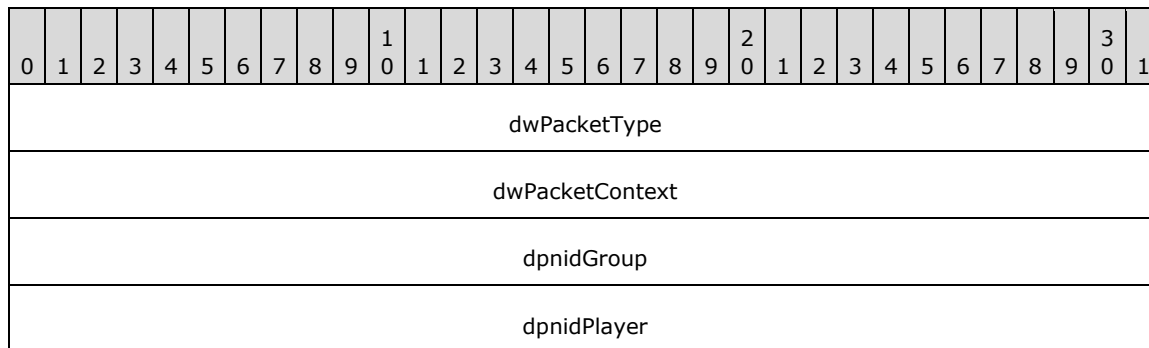 1 2 3
0 1 2 3 4 5 6 7 8 9 0 1 2 3 4 5 6 7 8 9 0 1 2 3 4 5 6 7 8 9 0 1
dwPacketType
dwPacketContext
dpnidGroup
dpnidPlayer